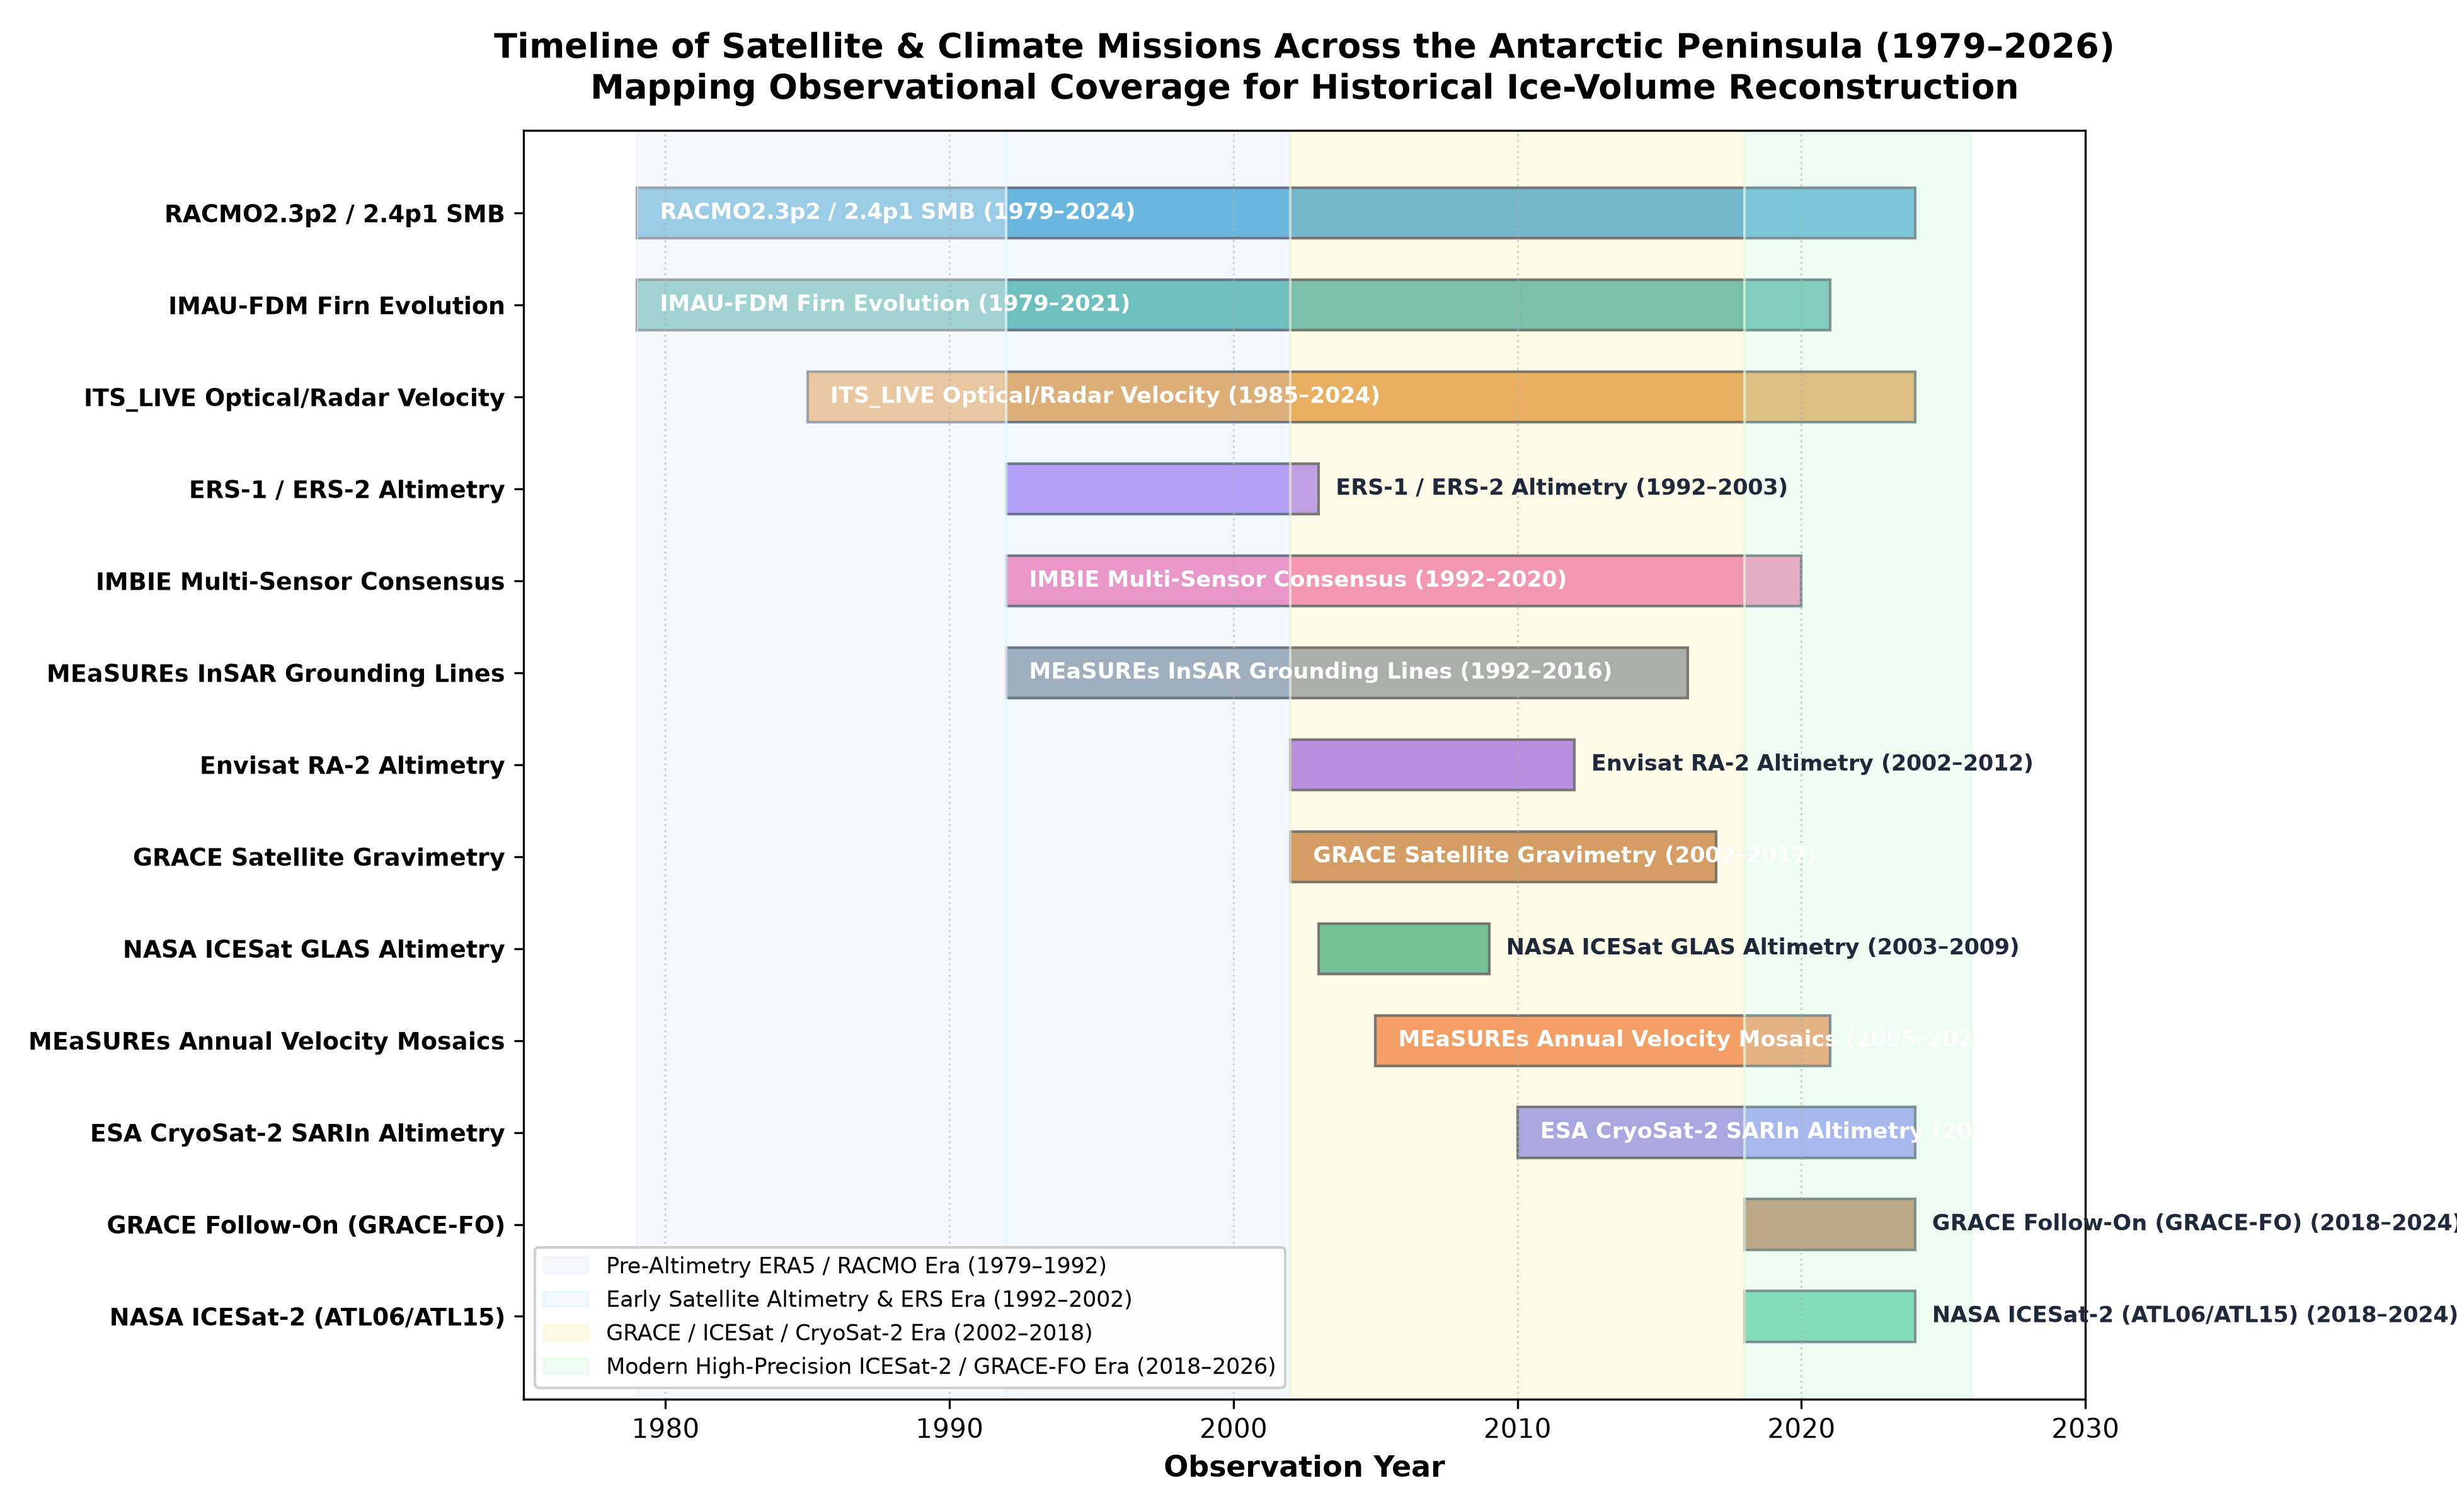 Timeline of Satellite & Climate Missions Across the Antarctic Peninsula (1979–2026)
Mapping Observational Coverage for Historical Ice-Volume Reconstruction
RACMO2.3p2 / 2.4p1 SMB
RACMO2.3p2 / 2.4p1 SMB (1979–2024)
IMAU-FDM Firn Evolution
IMAU-FDM Firn Evolution (1979–2021)
ITS_LIVE Optical/Radar Velocity
ITS_LIVE Optical/Radar Velocity (1985–2024)
ERS-1 / ERS-2 Altimetry
ERS-1 / ERS-2 Altimetry (1992–2003)
IMBIE Multi-Sensor Consensus
IMBIE Multi-Sensor Consensus (1992–2020)
MEaSUREs InSAR Grounding Lines
MEaSUREs InSAR Grounding Lines (1992–2016)
Envisat RA-2 Altimetry
Envisat RA-2 Altimetry (2002–2012)
GRACE Satellite Gravimetry
GRACE Satellite Gravimetry (2002–2017)
NASA ICESat GLAS Altimetry
NASA ICESat GLAS Altimetry (2003–2009)
MEaSUREs Annual Velocity Mosaics
MEaSUREs Annual Velocity Mosaics (2005–202
ESA CryoSat-2 SARIn Altimetry
ESA CryoSat-2 SARIn Altimetry (20
GRACE Follow-On (GRACE-FO)
GRACE Follow-On (GRACE-FO) (2018–2024)
NASA ICESat-2 (ATL06/ATL15)
NASA ICESat-2 (ATL06/ATL15) (2018–2024)
Pre-Altimetry ERA5 / RACMO Era (1979–1992)
Early Satellite Altimetry & ERS Era (1992–2002)
GRACE / ICESat / CryoSat-2 Era (2002–2018)
Modern High-Precision ICESat-2 / GRACE-FO Era (2018–2026)
1980 1990 2000 2010 2020 2030
Observation Year